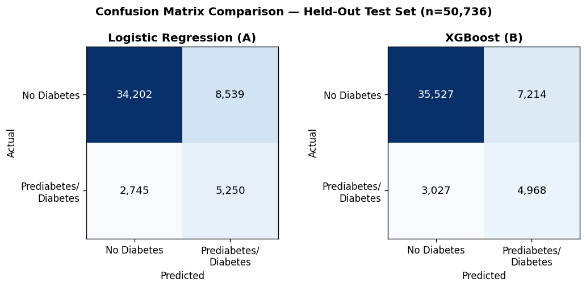 Confusion Matrix Comparison — Held-Out Test Set (n=50,736)
Logistic Regression (A)
Actual
No Diabetes
34,202
8,539
Prediabetes/
Diabetes
2,745
5,250
No Diabetes
Prediabetes/
Diabetes
Predicted
XGBoost (B)
Actual
No Diabetes
35,527
7,214
Prediabetes/
Diabetes
3,027
4,968
No Diabetes
Prediabetes/
Diabetes
Predicted